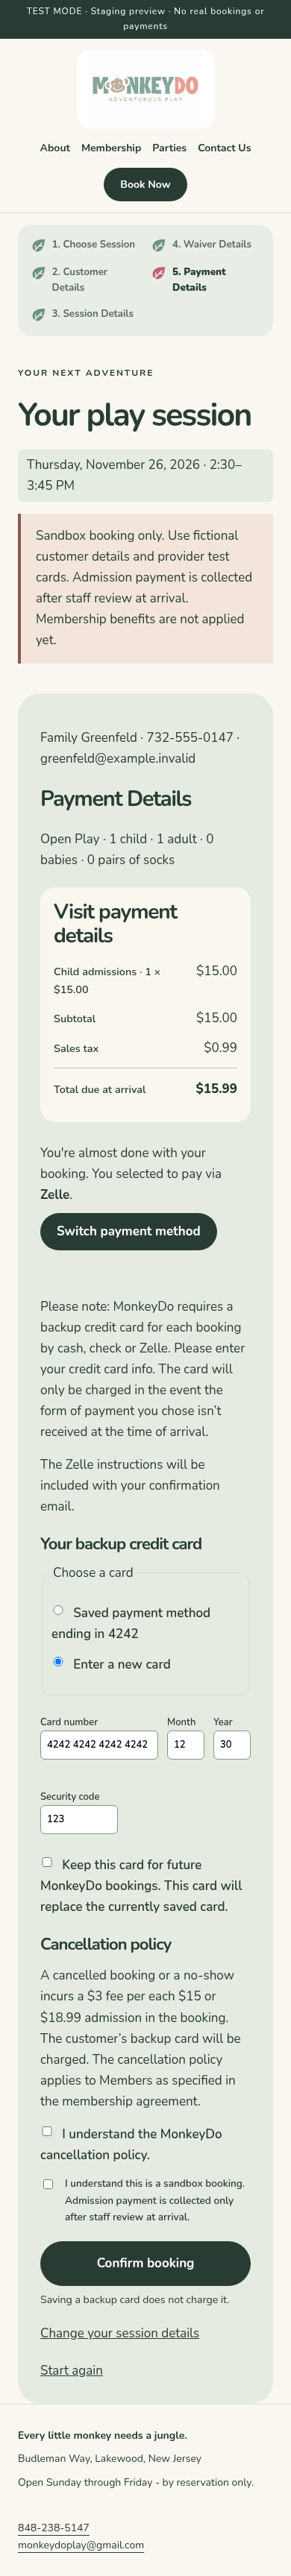 TEST MODE · Staging preview · No real bookings or
payments
MONKEYDO
ADVENTUROUS PLAY
About Membership Parties Contact Us
Book Now
1. Choose Session
2. Customer
Details
3. Session Details
4. Waiver Details
5. Payment
Details
YOUR NEXT ADVENTURE
Your play session
Thursday, November 26, 2026 · 2:30–
3:45 PM
Sandbox booking only. Use fictional
customer details and provider test
cards. Admission payment is collected
after staff review at arrival.
Membership benefits are not applied
yet.
Family Greenfeld · 732-555-0147 ·
greenfeld@example.invalid
Payment Details
Open Play · 1 child · 1 adult · 0
babies · 0 pairs of socks
Visit payment
details
Child admissions · 1 ×
$15.00
$15.00
Subtotal $15.00
Sales tax $0.99
Total due at arrival $15.99
You're almost done with your
booking. You selected to pay via
Zelle.
Switch payment method
Please note: MonkeyDo requires a
backup credit card for each booking
by cash, check or Zelle. Please enter
your credit card info. The card will
only be charged in the event the
form of payment you chose isn’t
received at the time of arrival.
The Zelle instructions will be
included with your confirmation
email.
Your backup credit card
Choose a card
Saved payment method
ending in 4242
Enter a new card
Card number Month Year
4242 4242 4242 4242 12 30
Security code
123
Keep this card for future
MonkeyDo bookings. This card will
replace the currently saved card.
Cancellation policy
A cancelled booking or a no-show
incurs a $3 fee per each $15 or
$18.99 admission in the booking.
The customer’s backup card will be
charged. The cancellation policy
applies to Members as specified in
the membership agreement.
I understand the MonkeyDo
cancellation policy.
I understand this is a sandbox booking.
Admission payment is collected only
after staff review at arrival.
Confirm booking
Saving a backup card does not charge it.
Change your session details
Start again
Every little monkey needs a jungle.
Budleman Way, Lakewood, New Jersey
Open Sunday through Friday - by reservation only.
848-238-5147
monkeydoplay@gmail.com